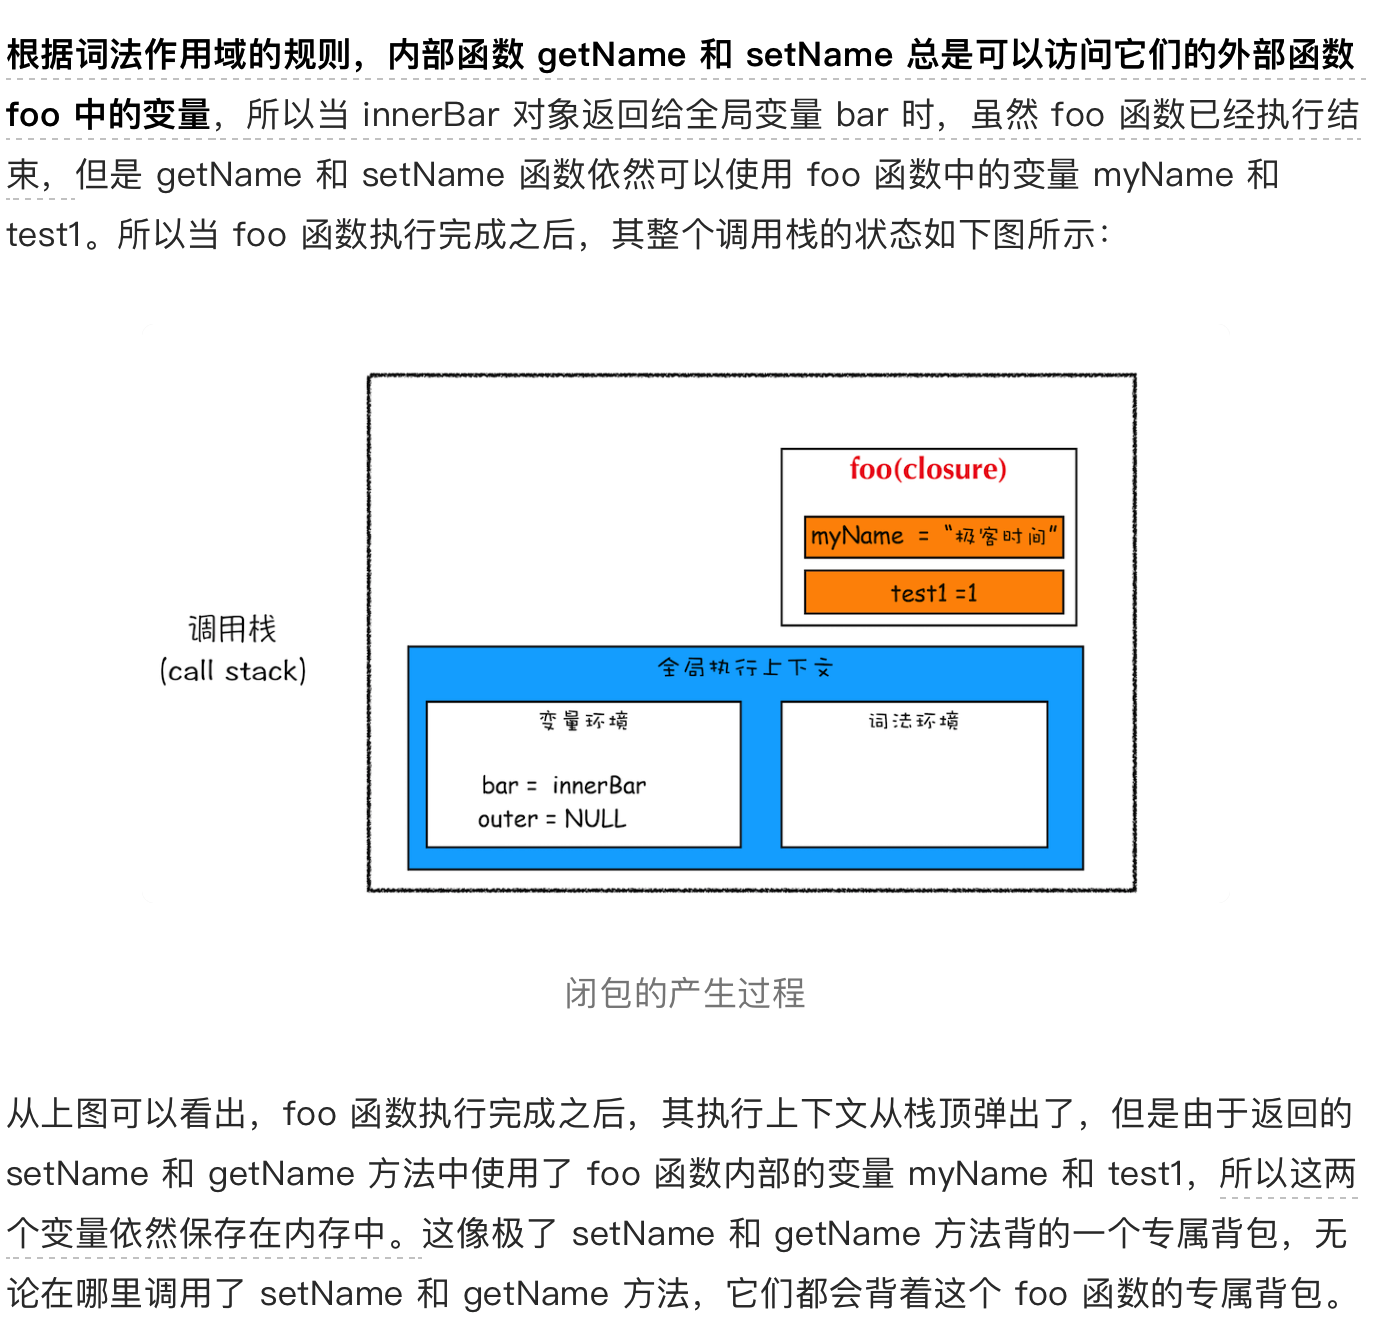 根据词法作用域的规则，内部函数 getName 和 setName 总是可以访问它们的外部函数
foo 中的变量，所以当 innerBar 对象返回给全局变量 bar 时，虽然 foo 函数已经执行结
束，但是 getName 和 setName 函数依然可以使用 foo 函数中的变量 myName 和
test1。所以当 foo 函数执行完成之后，其整个调用栈的状态如下图所示：
foo(closure)
myName = “极客时间”
test1 =1
调用栈
(call stack)
全局执行上下文
变量环境
bar = innerBar
outer = NULL
词法环境
闭包的产生过程
从上图可以看出，foo 函数执行完成之后，其执行上下文从栈顶弹出了，但是由于返回的
setName 和 getName 方法中使用了 foo 函数内部的变量 myName 和 test1，所以这两
个变量依然保存在内存中。这像极了 setName 和 getName 方法背的一个专属背包，无
论在哪里调用了 setName 和 getName 方法，它们都会背着这个 foo 函数的专属背包。